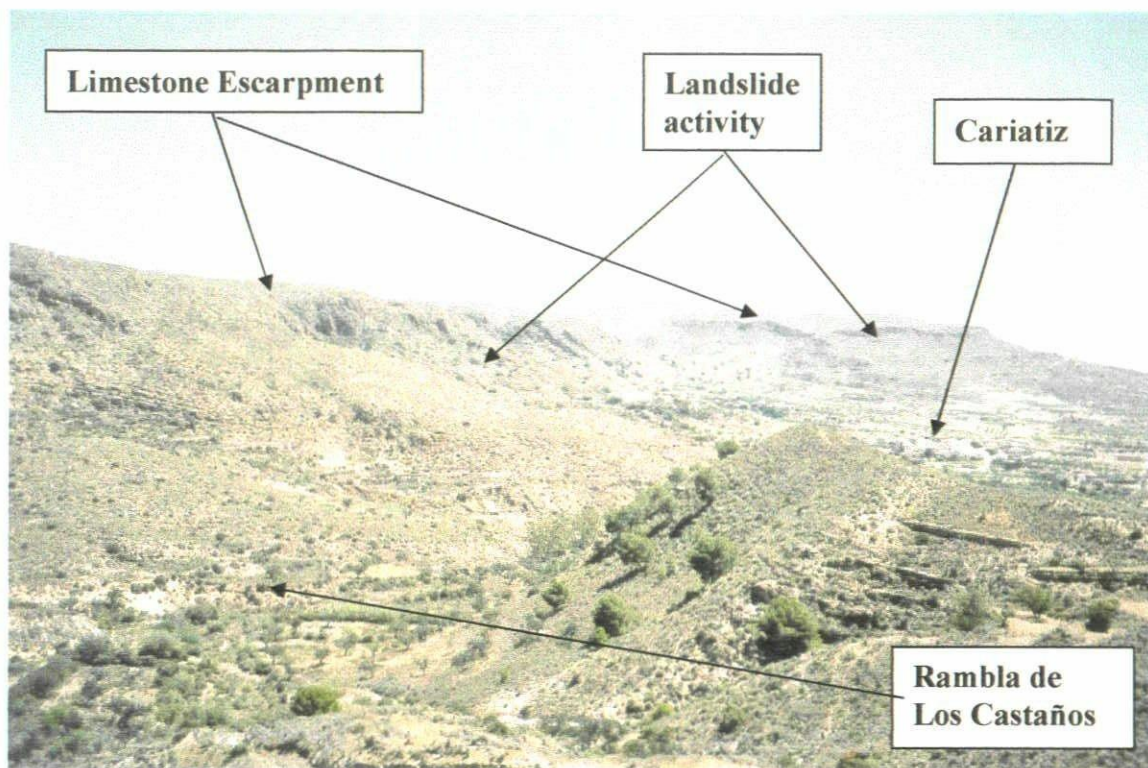 Limestone Escarpment
Landslide
activity
Cariatiz
Rambla de
Los Castaños